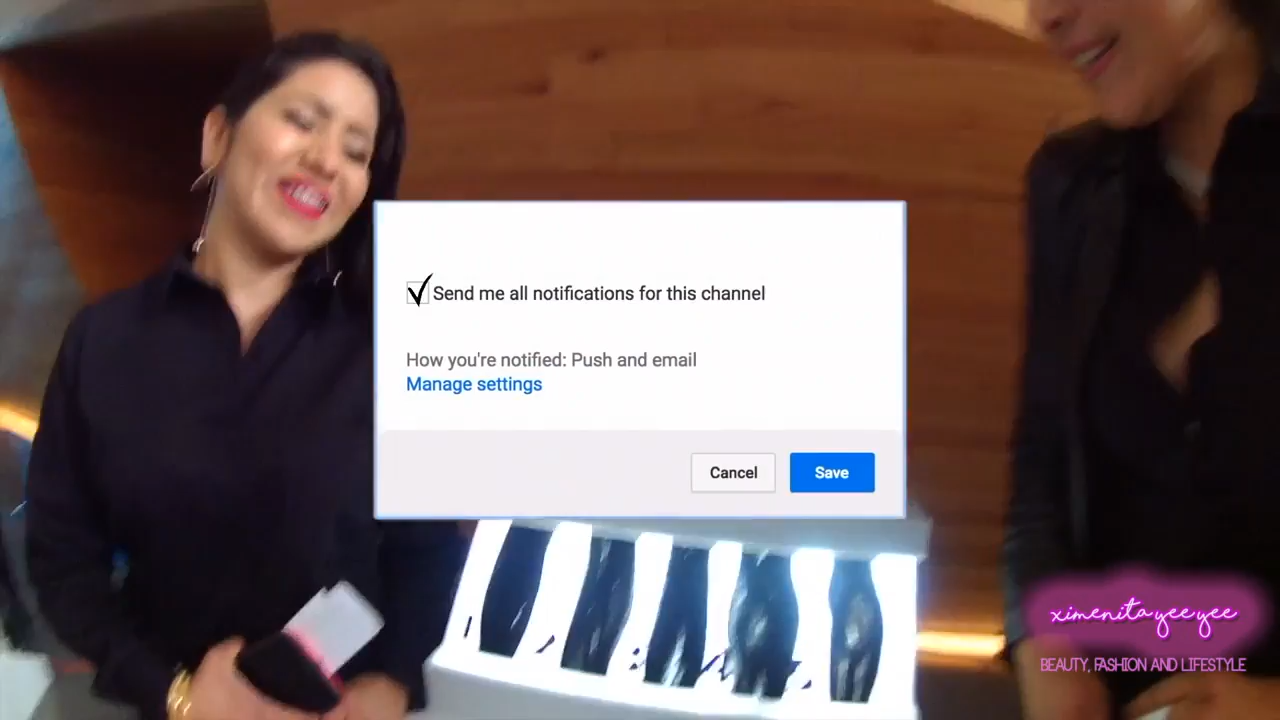 Send me all notifications for this channel
How you're notified: Push and email
Manage settings
Cancel
Save
ximenitayeeyee
BEAUTY, FASHION AND LIFESTYLE